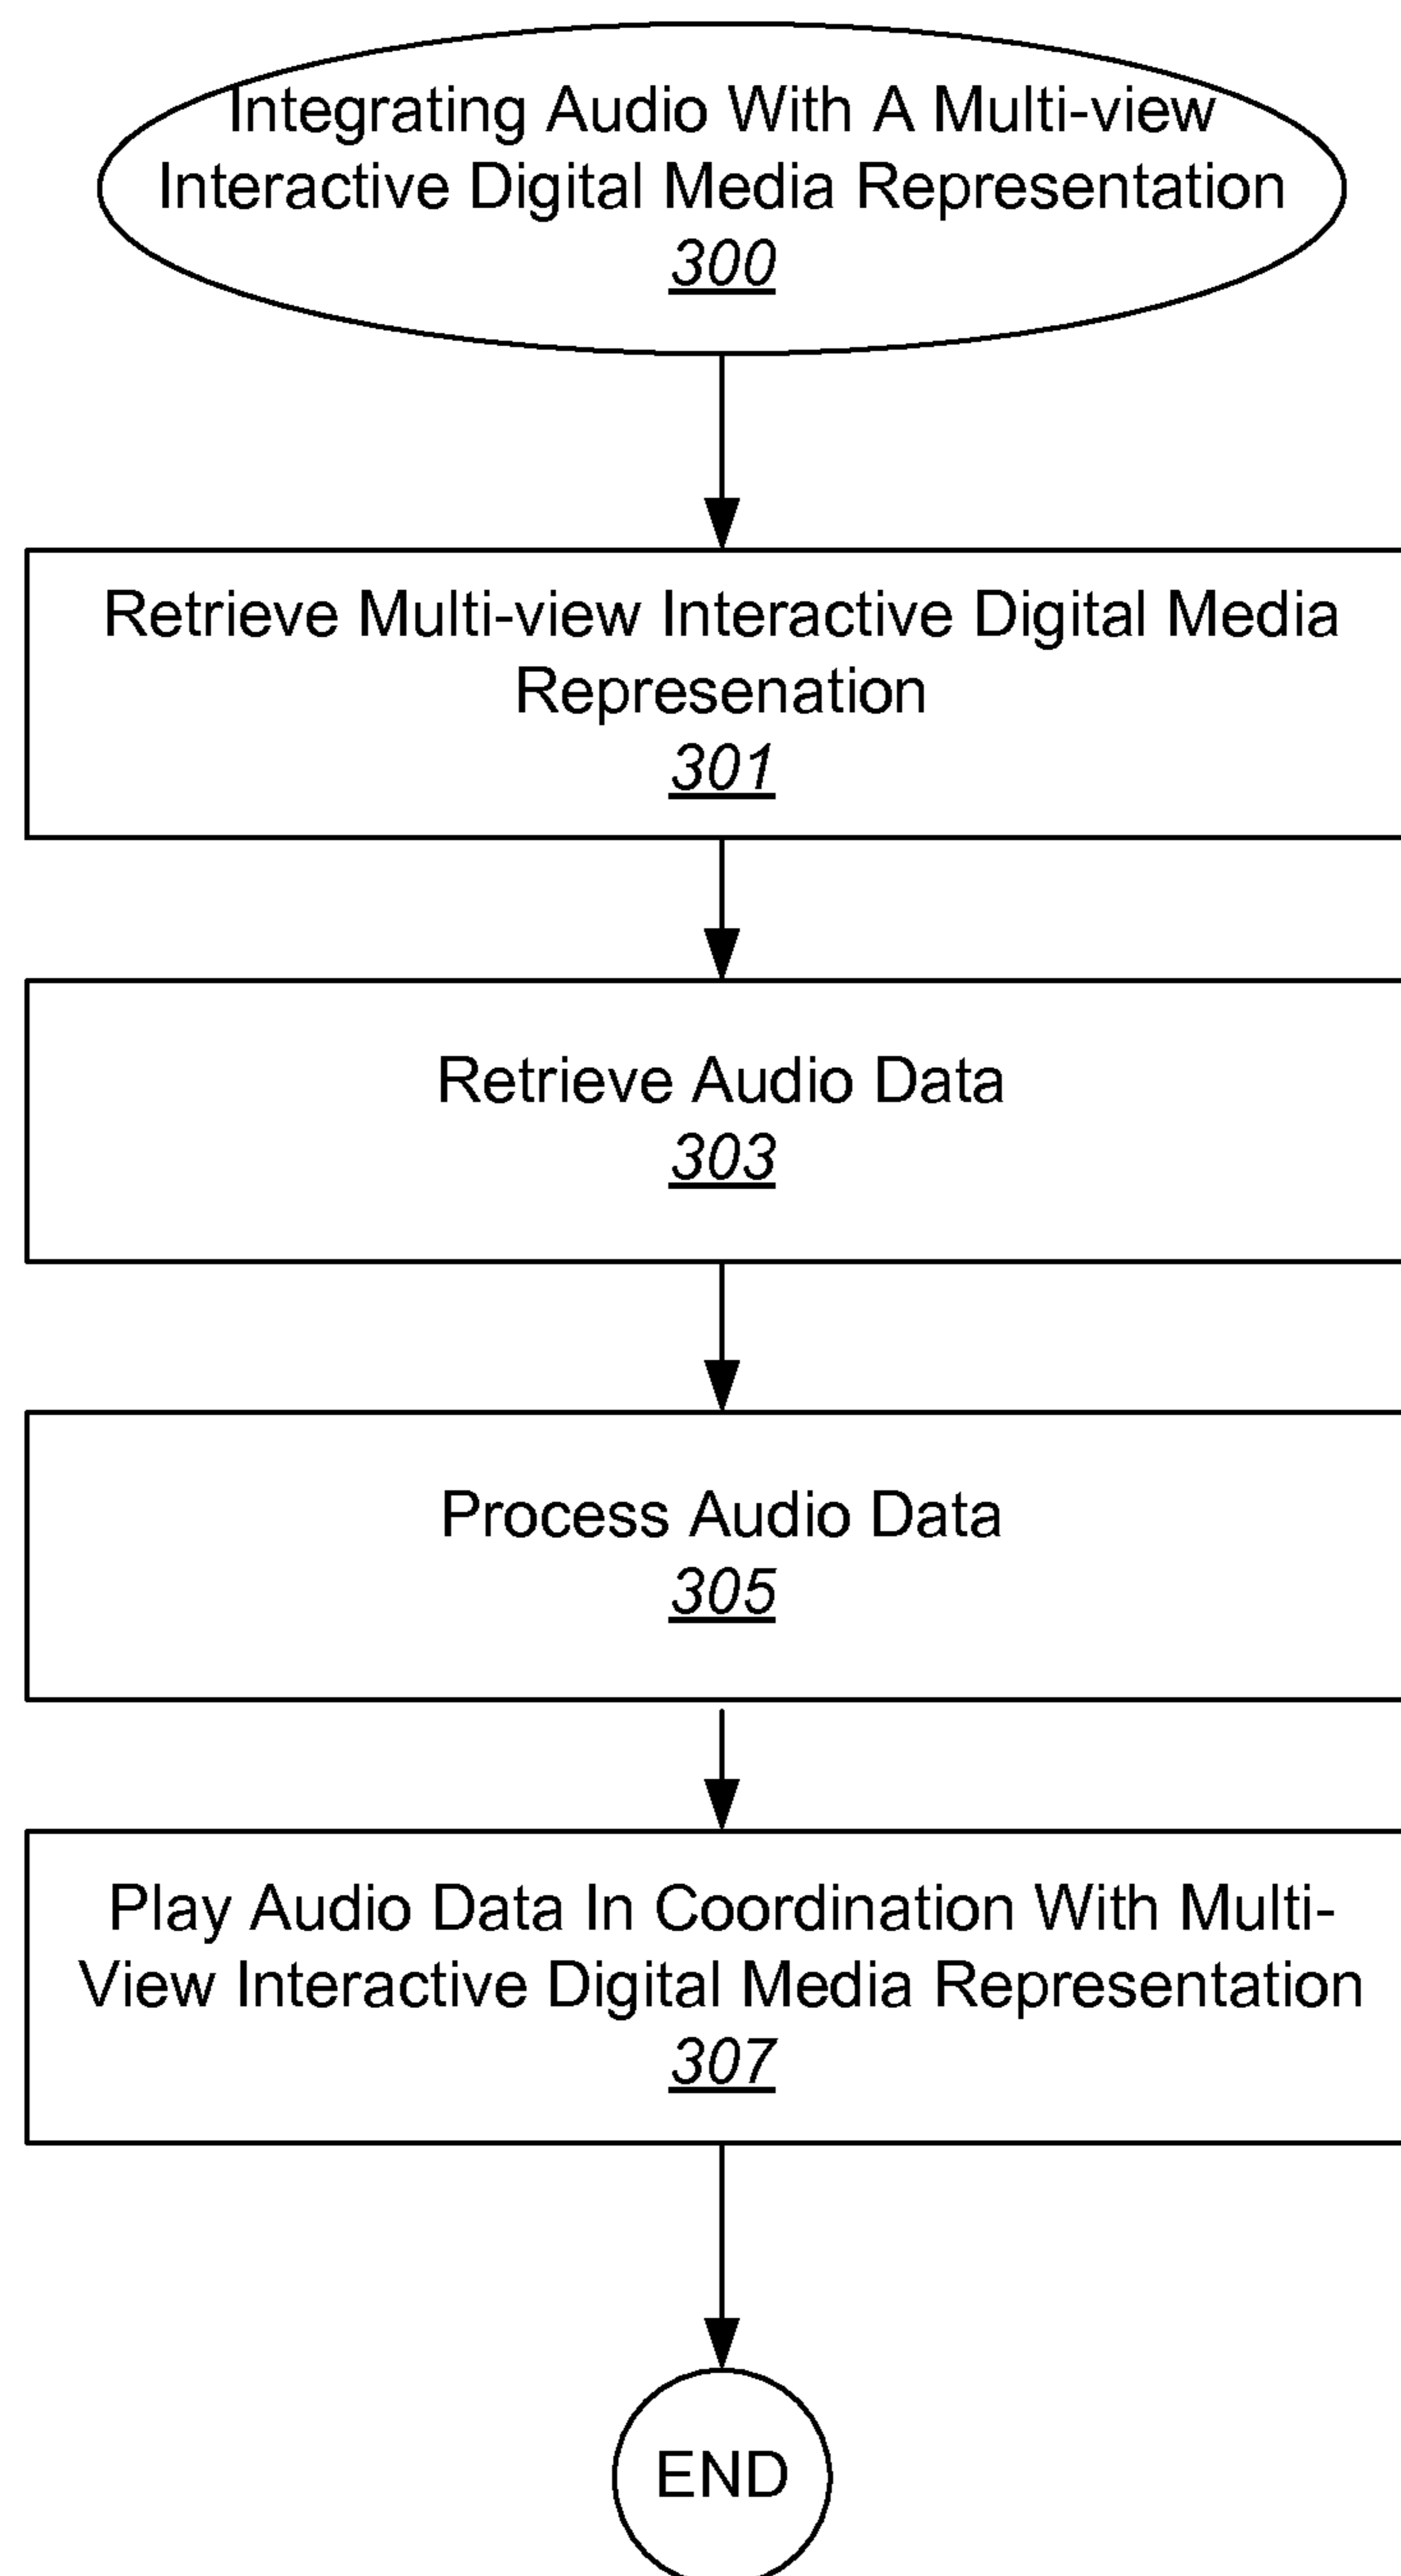 Integrating Audio With A Multi-view
Interactive Digital Media Representation
300
Retrieve Multi-view Interactive Digital Media
Represenation
301
Retrieve Audio Data
303
Process Audio Data
305
Play Audio Data In Coordination With Multi-
View Interactive Digital Media Representation
307
END